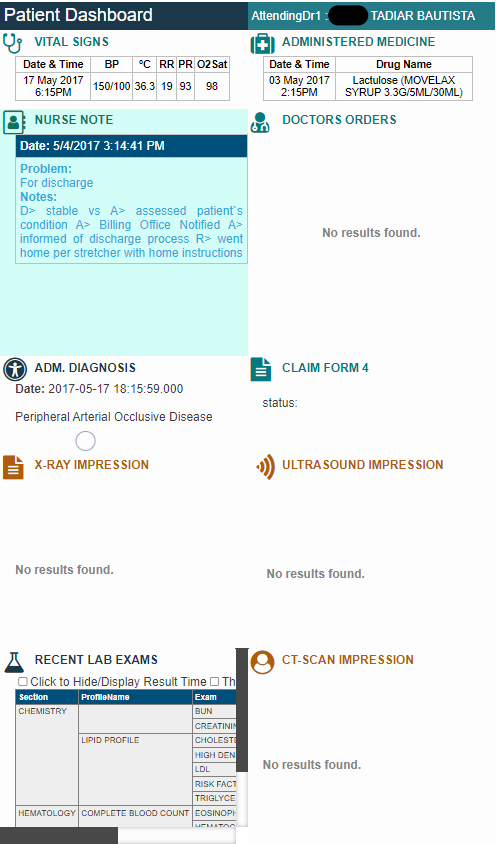 Patient Dashboard
AttendingDr1 : TADIAR BAUTISTA
VITAL SIGNS
Date & Time BP ºC RR PR O2Sat
17 May 2017 6:15PM 150/100 36.3 19 93 98
ADMINISTERED MEDICINE
Date & Time Drug Name
03 May 2017 2:15PM Lactulose (MOVELAX SYRUP 3.3G/5ML/30ML)
NURSE NOTE
Date: 5/4/2017 3:14:41 PM
Problem:
For discharge
Notes:
D> stable vs A> assessed patient`s
condition A> Billing Office Notified A>
informed of discharge process R> went
home per stretcher with home instructions
DOCTORS ORDERS
No results found.
ADM. DIAGNOSIS
Date: 2017-05-17 18:15:59.000
Peripheral Arterial Occlusive Disease
CLAIM FORM 4
status:
X-RAY IMPRESSION
No results found.
ULTRASOUND IMPRESSION
No results found.
RECENT LAB EXAMS
Click to Hide/Display Result Time Th
Section ProfileName Exam
CHEMISTRY BUN
CREATININ
LIPID PROFILE CHOLESTE
HIGH DEN
LDL
RISK FACT
TRIGLYCE
HEMATOLOGY COMPLETE BLOOD COUNT EOSINOPH
HEMATOC
CT-SCAN IMPRESSION
No results found.